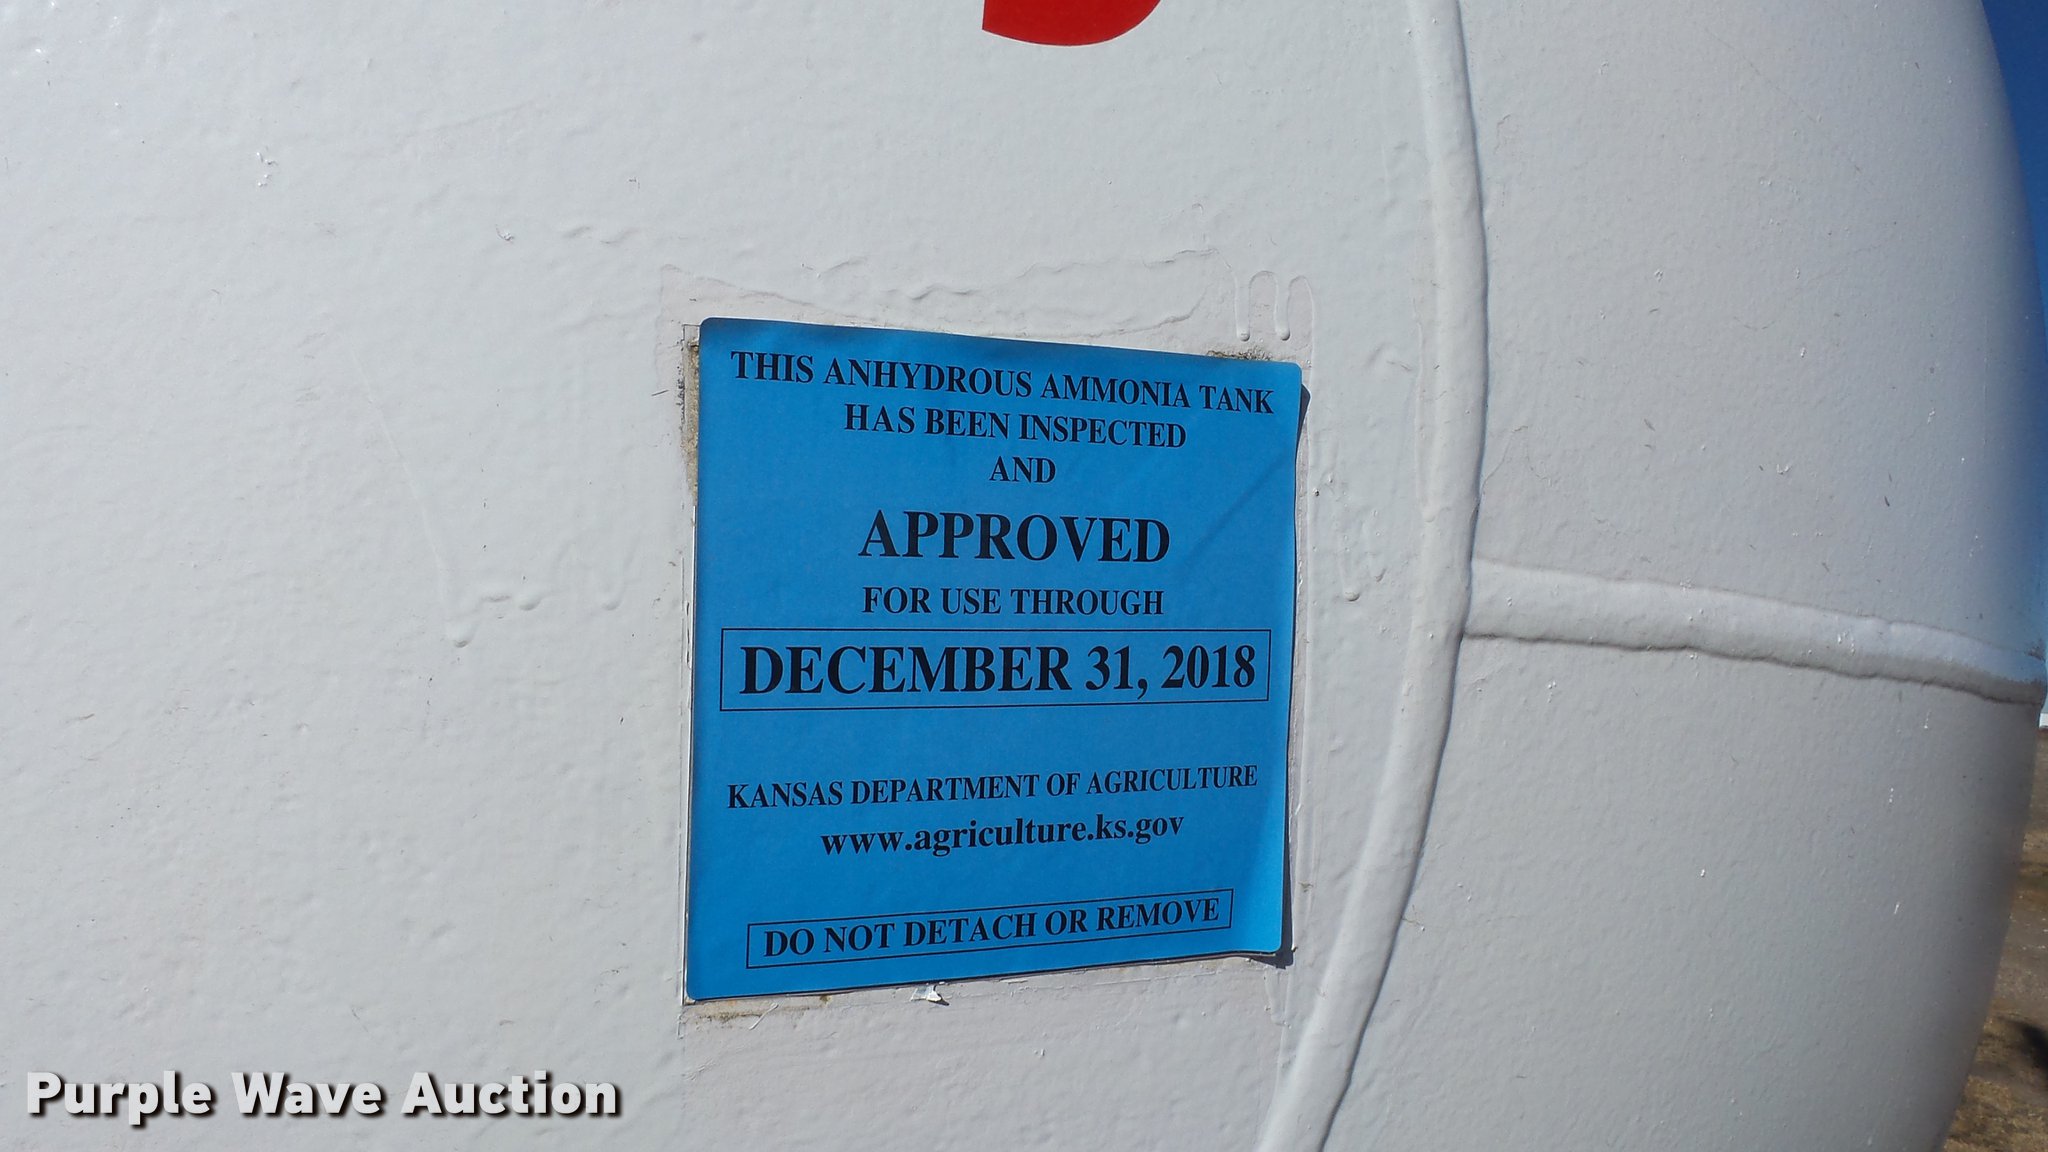 THIS ANHYDROUS AMMONIA TANK
HAS BEEN INSPECTED
AND
APPROVED
FOR USE THROUGH
DECEMBER 31, 2018
KANSAS DEPARTMENT OF AGRICULTURE
www.agriculture.ks.gov
DO NOT DETACH OR REMOVE
Purple Wave Auction